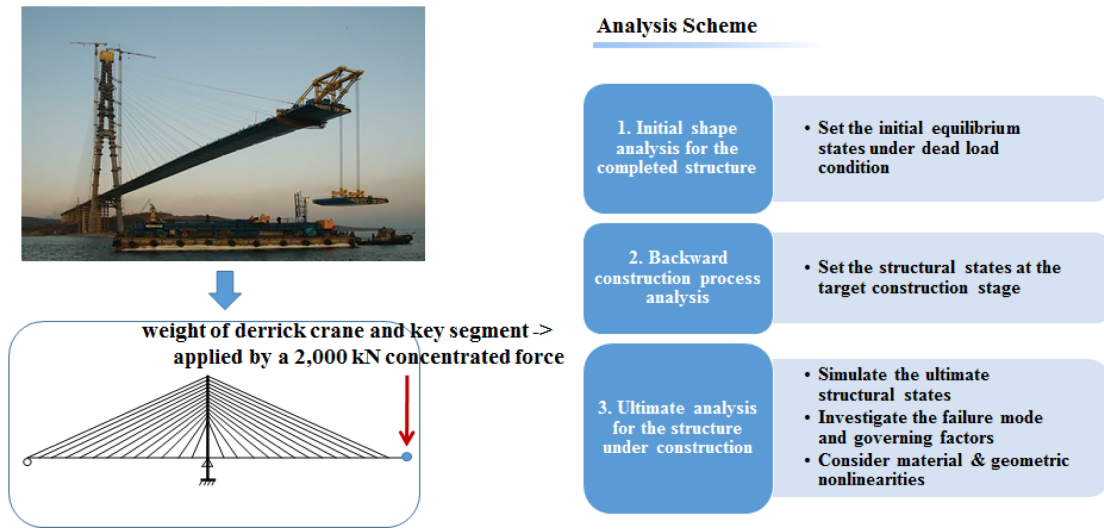 weight of derrick crane and key segment ->
applied by a 2,000 kN concentrated force
Analysis Scheme
1. Initial shape
analysis for the
completed structure
• Set the initial equilibrium
states under dead load
condition
2. Backward
construction process
analysis
• Set the structural states at the
target construction stage
3. Ultimate analysis
for the structure
under construction
• Simulate the ultimate
structural states
• Investigate the failure mode
and governing factors
• Consider material & geometric
nonlinearities